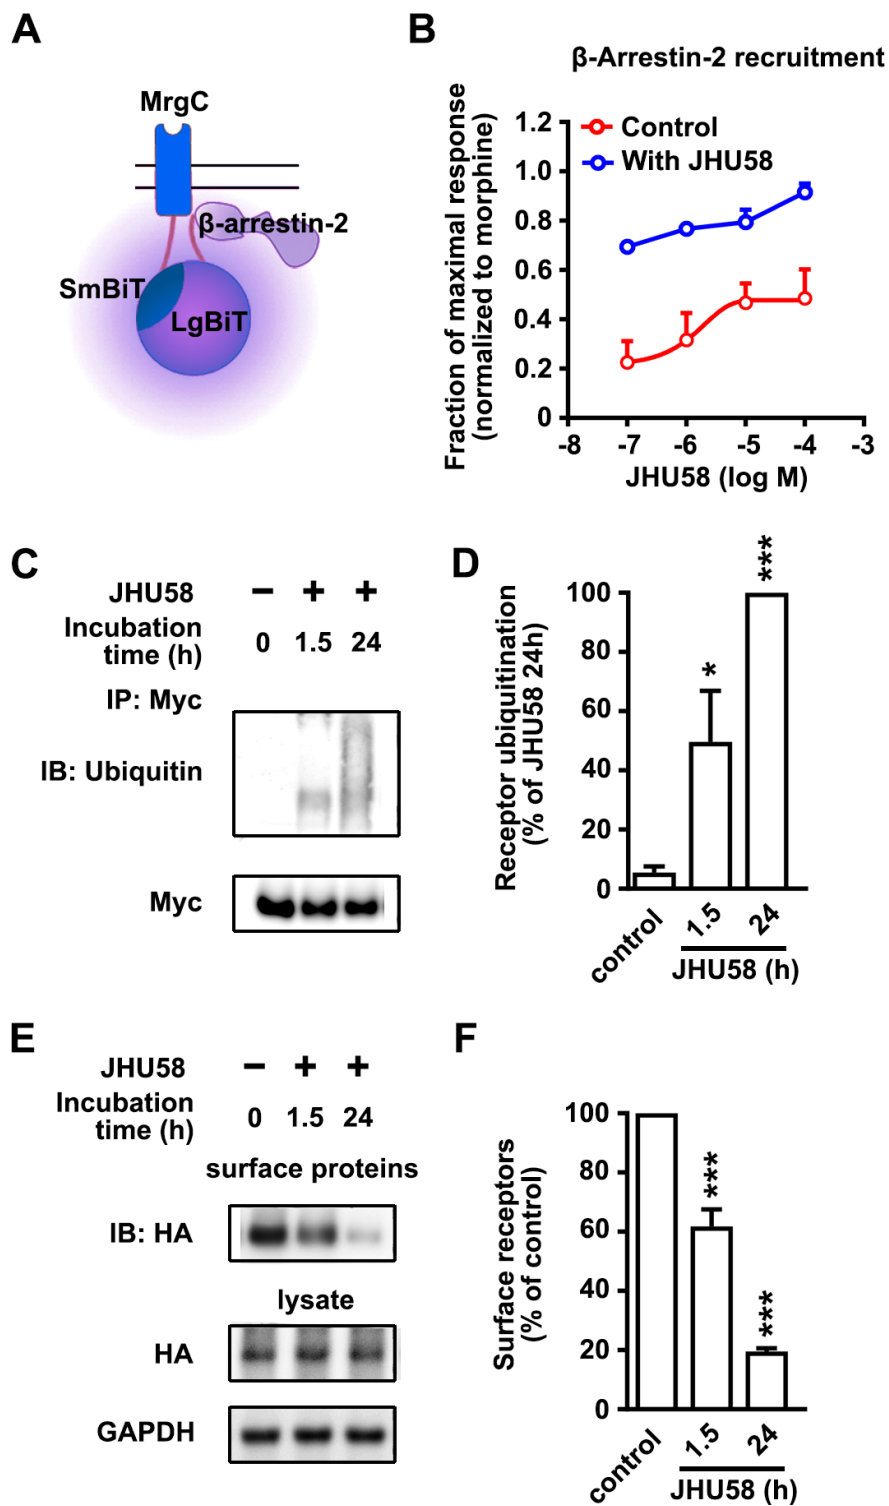 A
MrgC
β-arrestin-2
SmBiT
LgBiT
B
β-Arrestin-2 recruitment
Fraction of maximal response
(normalized to morphine)
1.2
1.0
0.8
0.6
0.4
0.2
0
Control
With JHU58
-8 -7 -6 -5 -4 -3
JHU58 (log M)
C
JHU58 − + +
Incubation
time (h) 0 1.5 24
IP: Myc
IB: Ubiquitin
Myc
D
Receptor ubiquitination
(% of JHU58 24h)
100
80
60
40
20
0
*
***
control 1.5 24
JHU58 (h)
E
JHU58 − + +
Incubation
time (h) 0 1.5 24
surface proteins
IB: HA
lysate
HA
GAPDH
F
Surface receptors
(% of control)
100
80
60
40
20
0
***
***
control 1.5 24
JHU58 (h)